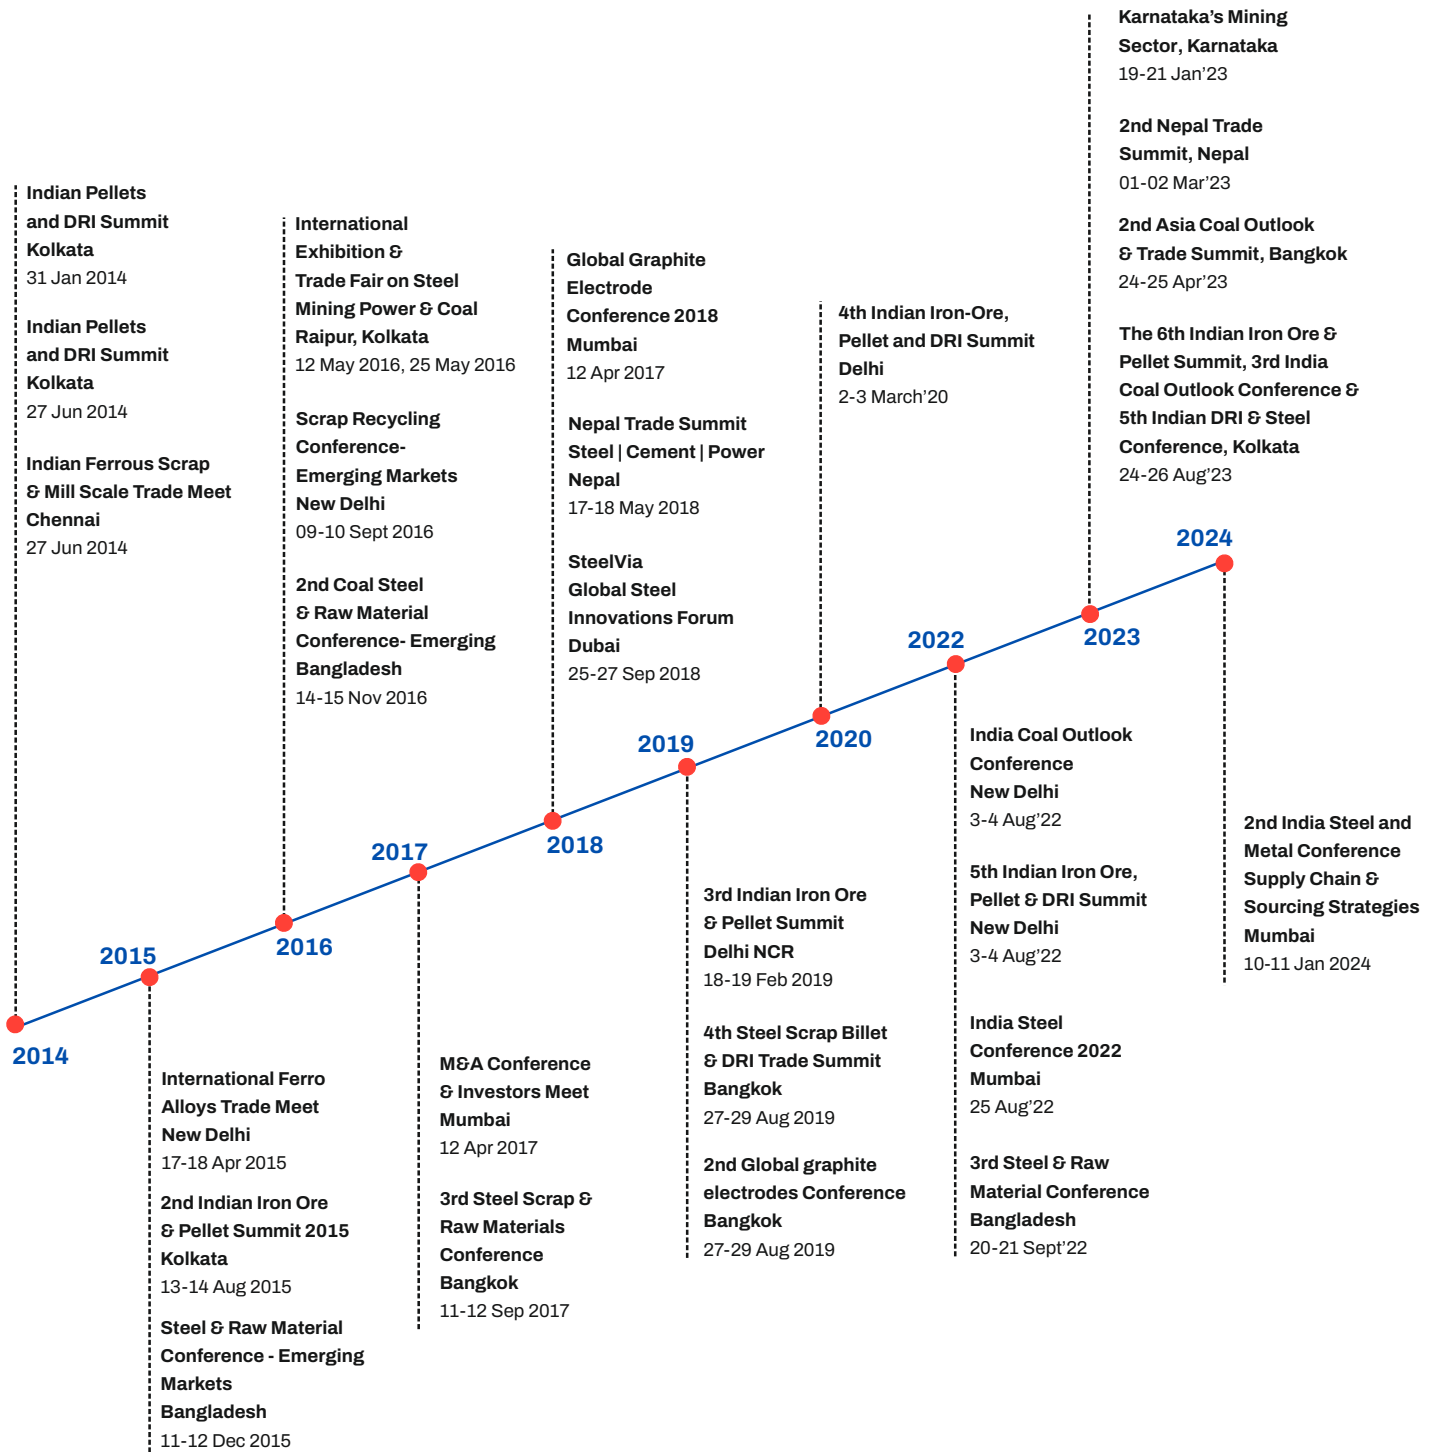 Indian Pellets
and DRI Summit
Kolkata
31 Jan 2014
Indian Pellets
and DRI Summit
Kolkata
27 Jun 2014
Indian Ferrous Scrap
& Mill Scale Trade Meet
Chennai
27 Jun 2014
2014
2015
International Ferro
Alloys Trade Meet
New Delhi
17-18 Apr 2015
2nd Indian Iron Ore
& Pellet Summit 2015
Kolkata
13-14 Aug 2015
Steel & Raw Material
Conference - Emerging
Markets
Bangladesh
11-12 Dec 2015
International
Exhibition &
Trade Fair on Steel
Mining Power & Coal
Raipur, Kolkata
12 May 2016, 25 May 2016
Scrap Recycling
Conference-
Emerging Markets
New Delhi
09-10 Sept 2016
2nd Coal Steel
& Raw Material
Conference- Emerging
Bangladesh
14-15 Nov 2016
2016
2017
M&A Conference
& Investors Meet
Mumbai
12 Apr 2017
3rd Steel Scrap &
Raw Materials
Conference
Bangkok
11-12 Sep 2017
Global Graphite
Electrode
Conference 2018
Mumbai
12 Apr 2017
Nepal Trade Summit
Steel | Cement | Power
Nepal
17-18 May 2018
SteelVia
Global Steel
Innovations Forum
Dubai
25-27 Sep 2018
2018
2019
3rd Indian Iron Ore
& Pellet Summit
Delhi NCR
18-19 Feb 2019
4th Steel Scrap Billet
& DRI Trade Summit
Bangkok
27-29 Aug 2019
2nd Global graphite
electrodes Conference
Bangkok
27-29 Aug 2019
4th Indian Iron-Ore,
Pellet and DRI Summit
Delhi
2-3 March’20
2020
2022
India Coal Outlook
Conference
New Delhi
3-4 Aug’22
5th Indian Iron Ore,
Pellet & DRI Summit
New Delhi
3-4 Aug’22
India Steel
Conference 2022
Mumbai
25 Aug’22
3rd Steel & Raw
Material Conference
Bangladesh
20-21 Sept’22
Karnataka’s Mining
Sector, Karnataka
19-21 Jan’23
2nd Nepal Trade
Summit, Nepal
01-02 Mar’23
2nd Asia Coal Outlook
& Trade Summit, Bangkok
24-25 Apr’23
The 6th Indian Iron Ore &
Pellet Summit, 3rd India
Coal Outlook Conference &
5th Indian DRI & Steel
Conference, Kolkata
24-26 Aug’23
2023
2024
2nd India Steel and
Metal Conference
Supply Chain &
Sourcing Strategies
Mumbai
10-11 Jan 2024